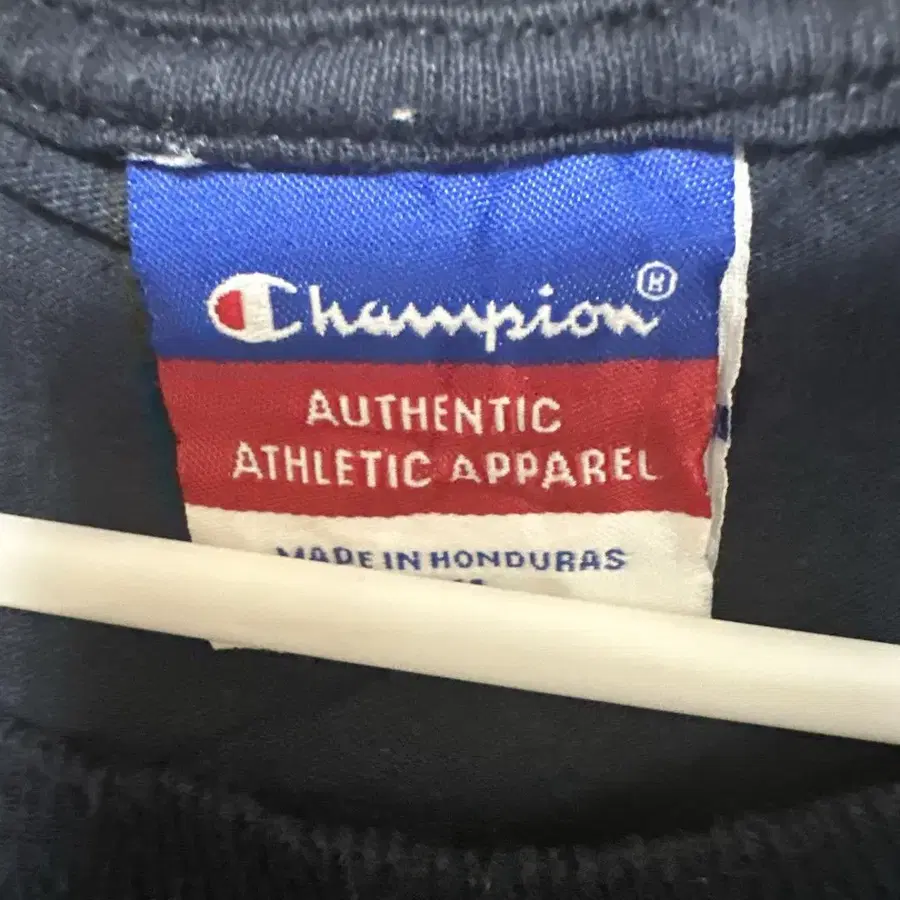 Champion®
AUTHENTIC
ATHLETIC APPAREL
MADE IN HONDURAS